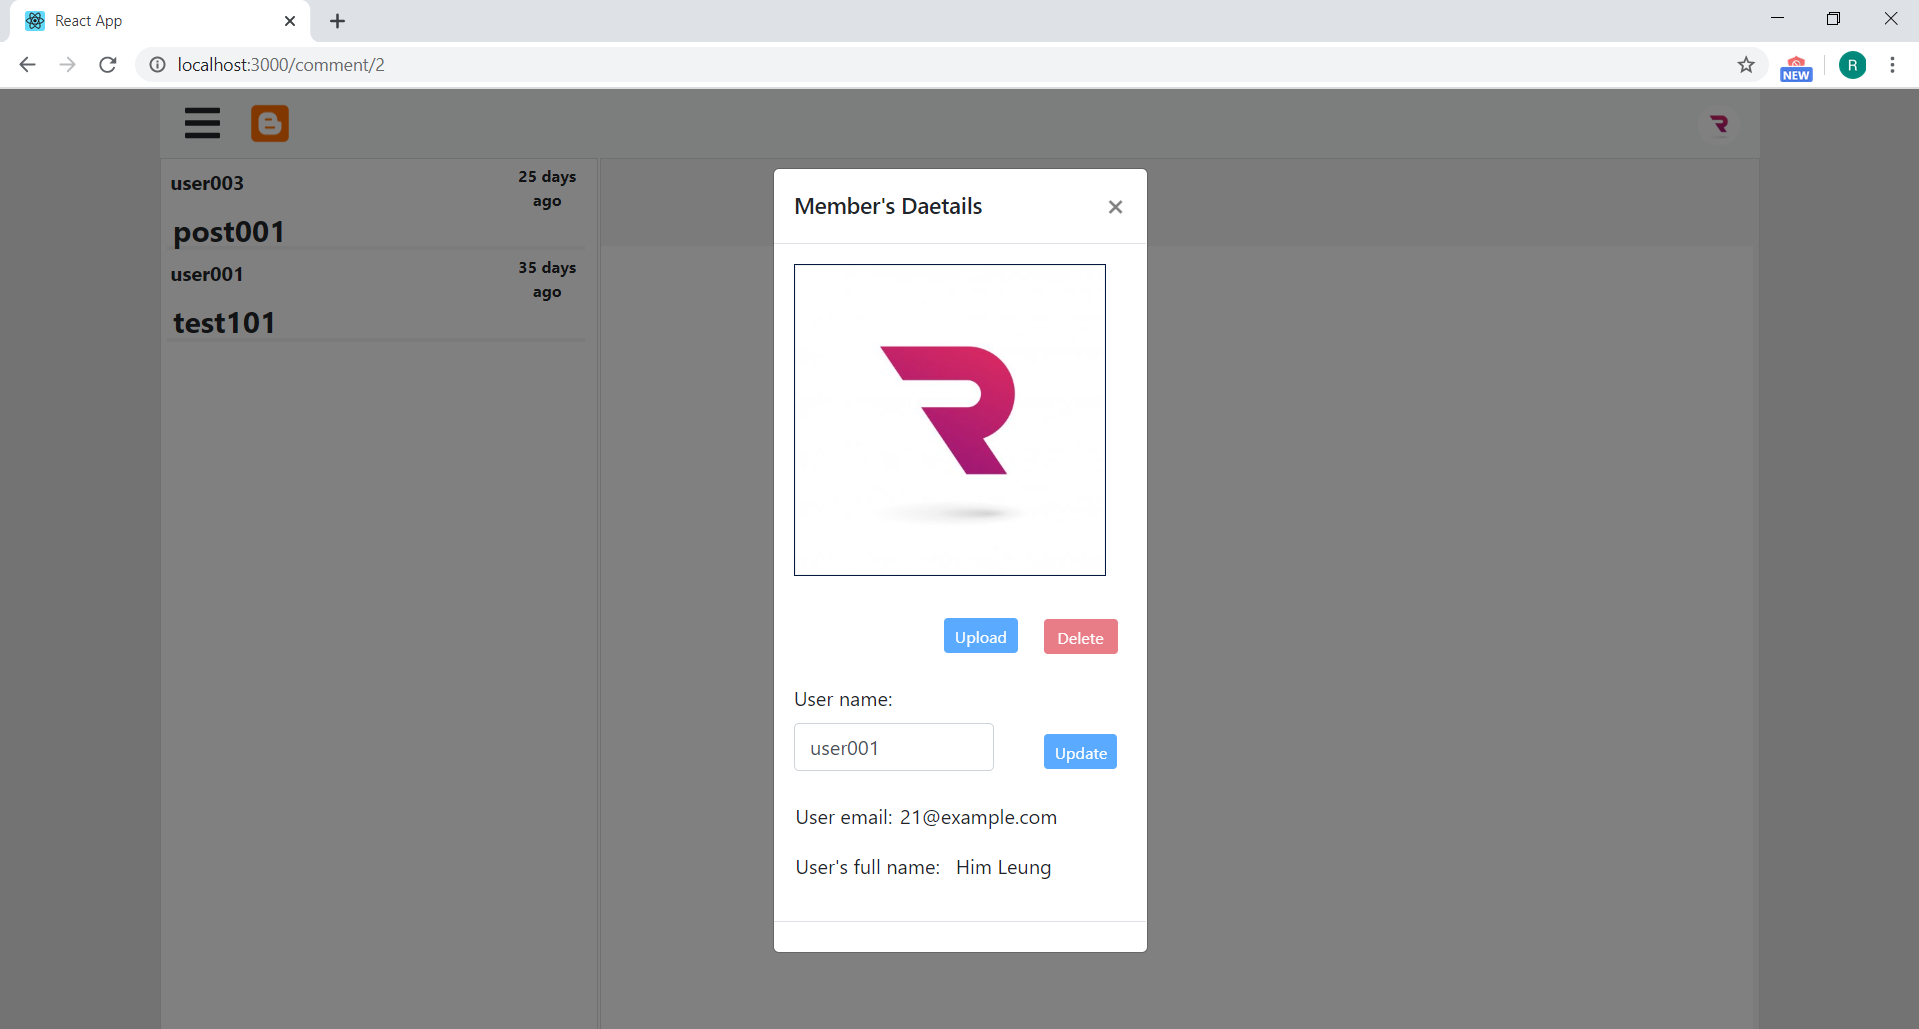 React App
localhost:3000/comment/2
NEW
R
user003
25 days
ago
post001
user001
35 days
ago
test101
Member's Daetails
Upload
Delete
User name:
user001
Update
User email: 21@example.com
User's full name: Him Leung